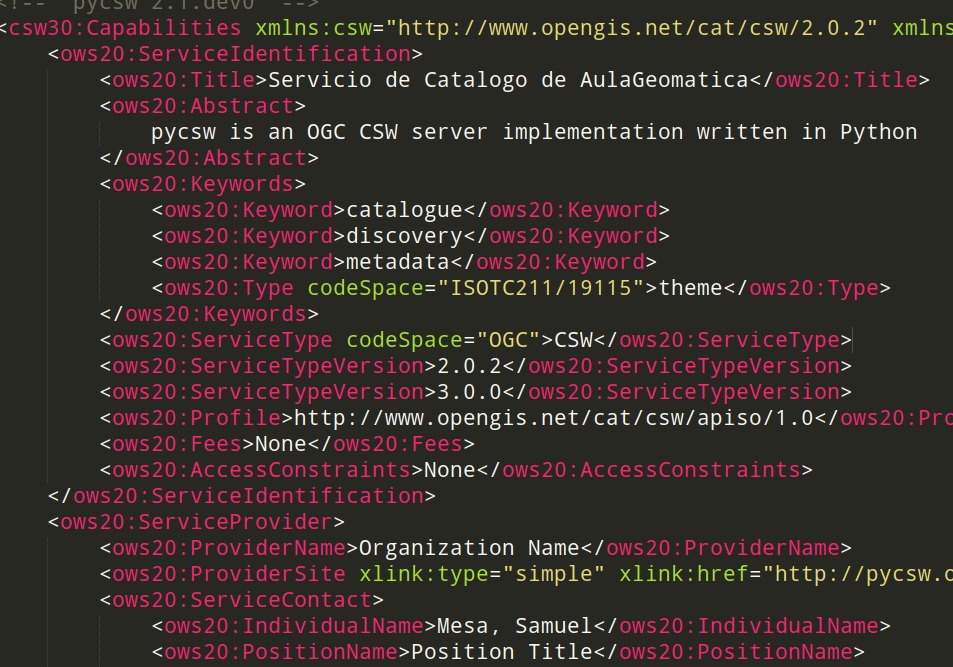 <!-- pycsw 2.1.dev0 -->
<csw30:Capabilities xmlns:csw="http://www.opengis.net/cat/csw/2.0.2" xmlns
<ows20:ServiceIdentification>
<ows20:Title>Servicio de Catalogo de AulaGeomatica</ows20:Title>
<ows20:Abstract>
pycsw is an OGC CSW server implementation written in Python
</ows20:Abstract>
<ows20:Keywords>
<ows20:Keyword>catalogue</ows20:Keyword>
<ows20:Keyword>discovery</ows20:Keyword>
<ows20:Keyword>metadata</ows20:Keyword>
<ows20:Type codeSpace="ISOTC211/19115">theme</ows20:Type>
</ows20:Keywords>
<ows20:ServiceType codeSpace="OGC">CSW</ows20:ServiceType>
<ows20:ServiceTypeVersion>2.0.2</ows20:ServiceTypeVersion>
<ows20:ServiceTypeVersion>3.0.0</ows20:ServiceTypeVersion>
<ows20:Profile>http://www.opengis.net/cat/csw/apiso/1.0</ows20:Pro
<ows20:Fees>None</ows20:Fees>
<ows20:AccessConstraints>None</ows20:AccessConstraints>
</ows20:ServiceIdentification>
<ows20:ServiceProvider>
<ows20:ProviderName>Organization Name</ows20:ProviderName>
<ows20:ProviderSite xlink:type="simple" xlink:href="http://pycsw.o
<ows20:ServiceContact>
<ows20:IndividualName>Mesa, Samuel</ows20:IndividualName>
<ows20:PositionName>Position Title</ows20:PositionName>